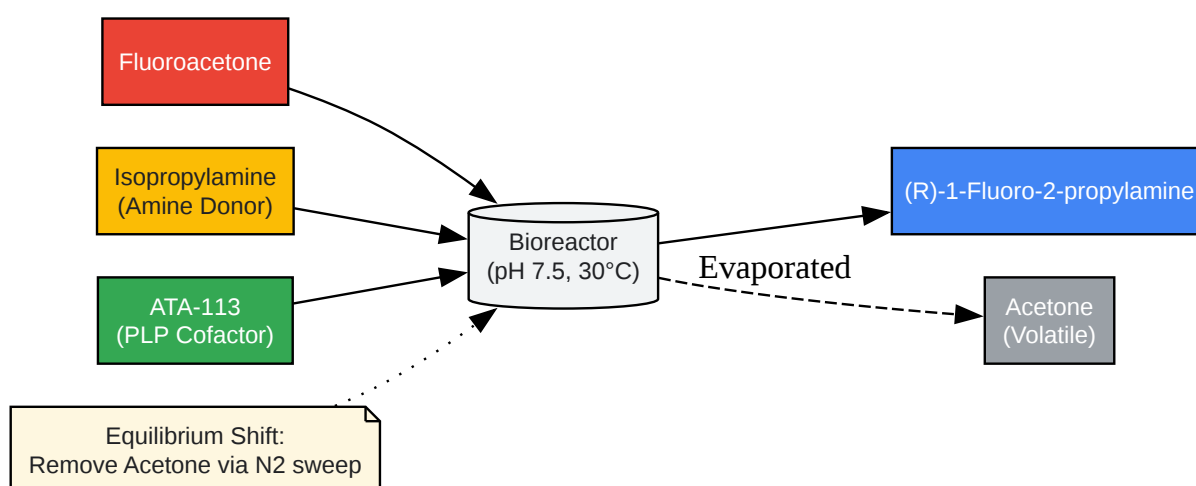 Fluoroacetone
Isopropylamine
(Amine Donor)
ATA-113
(PLP Cofactor)
Equilibrium Shift:
Remove Acetone via N2 sweep
Bioreactor
(pH 7.5, 30°C)
Evaporated
(R)-1-Fluoro-2-propylamine
Acetone
(Volatile)